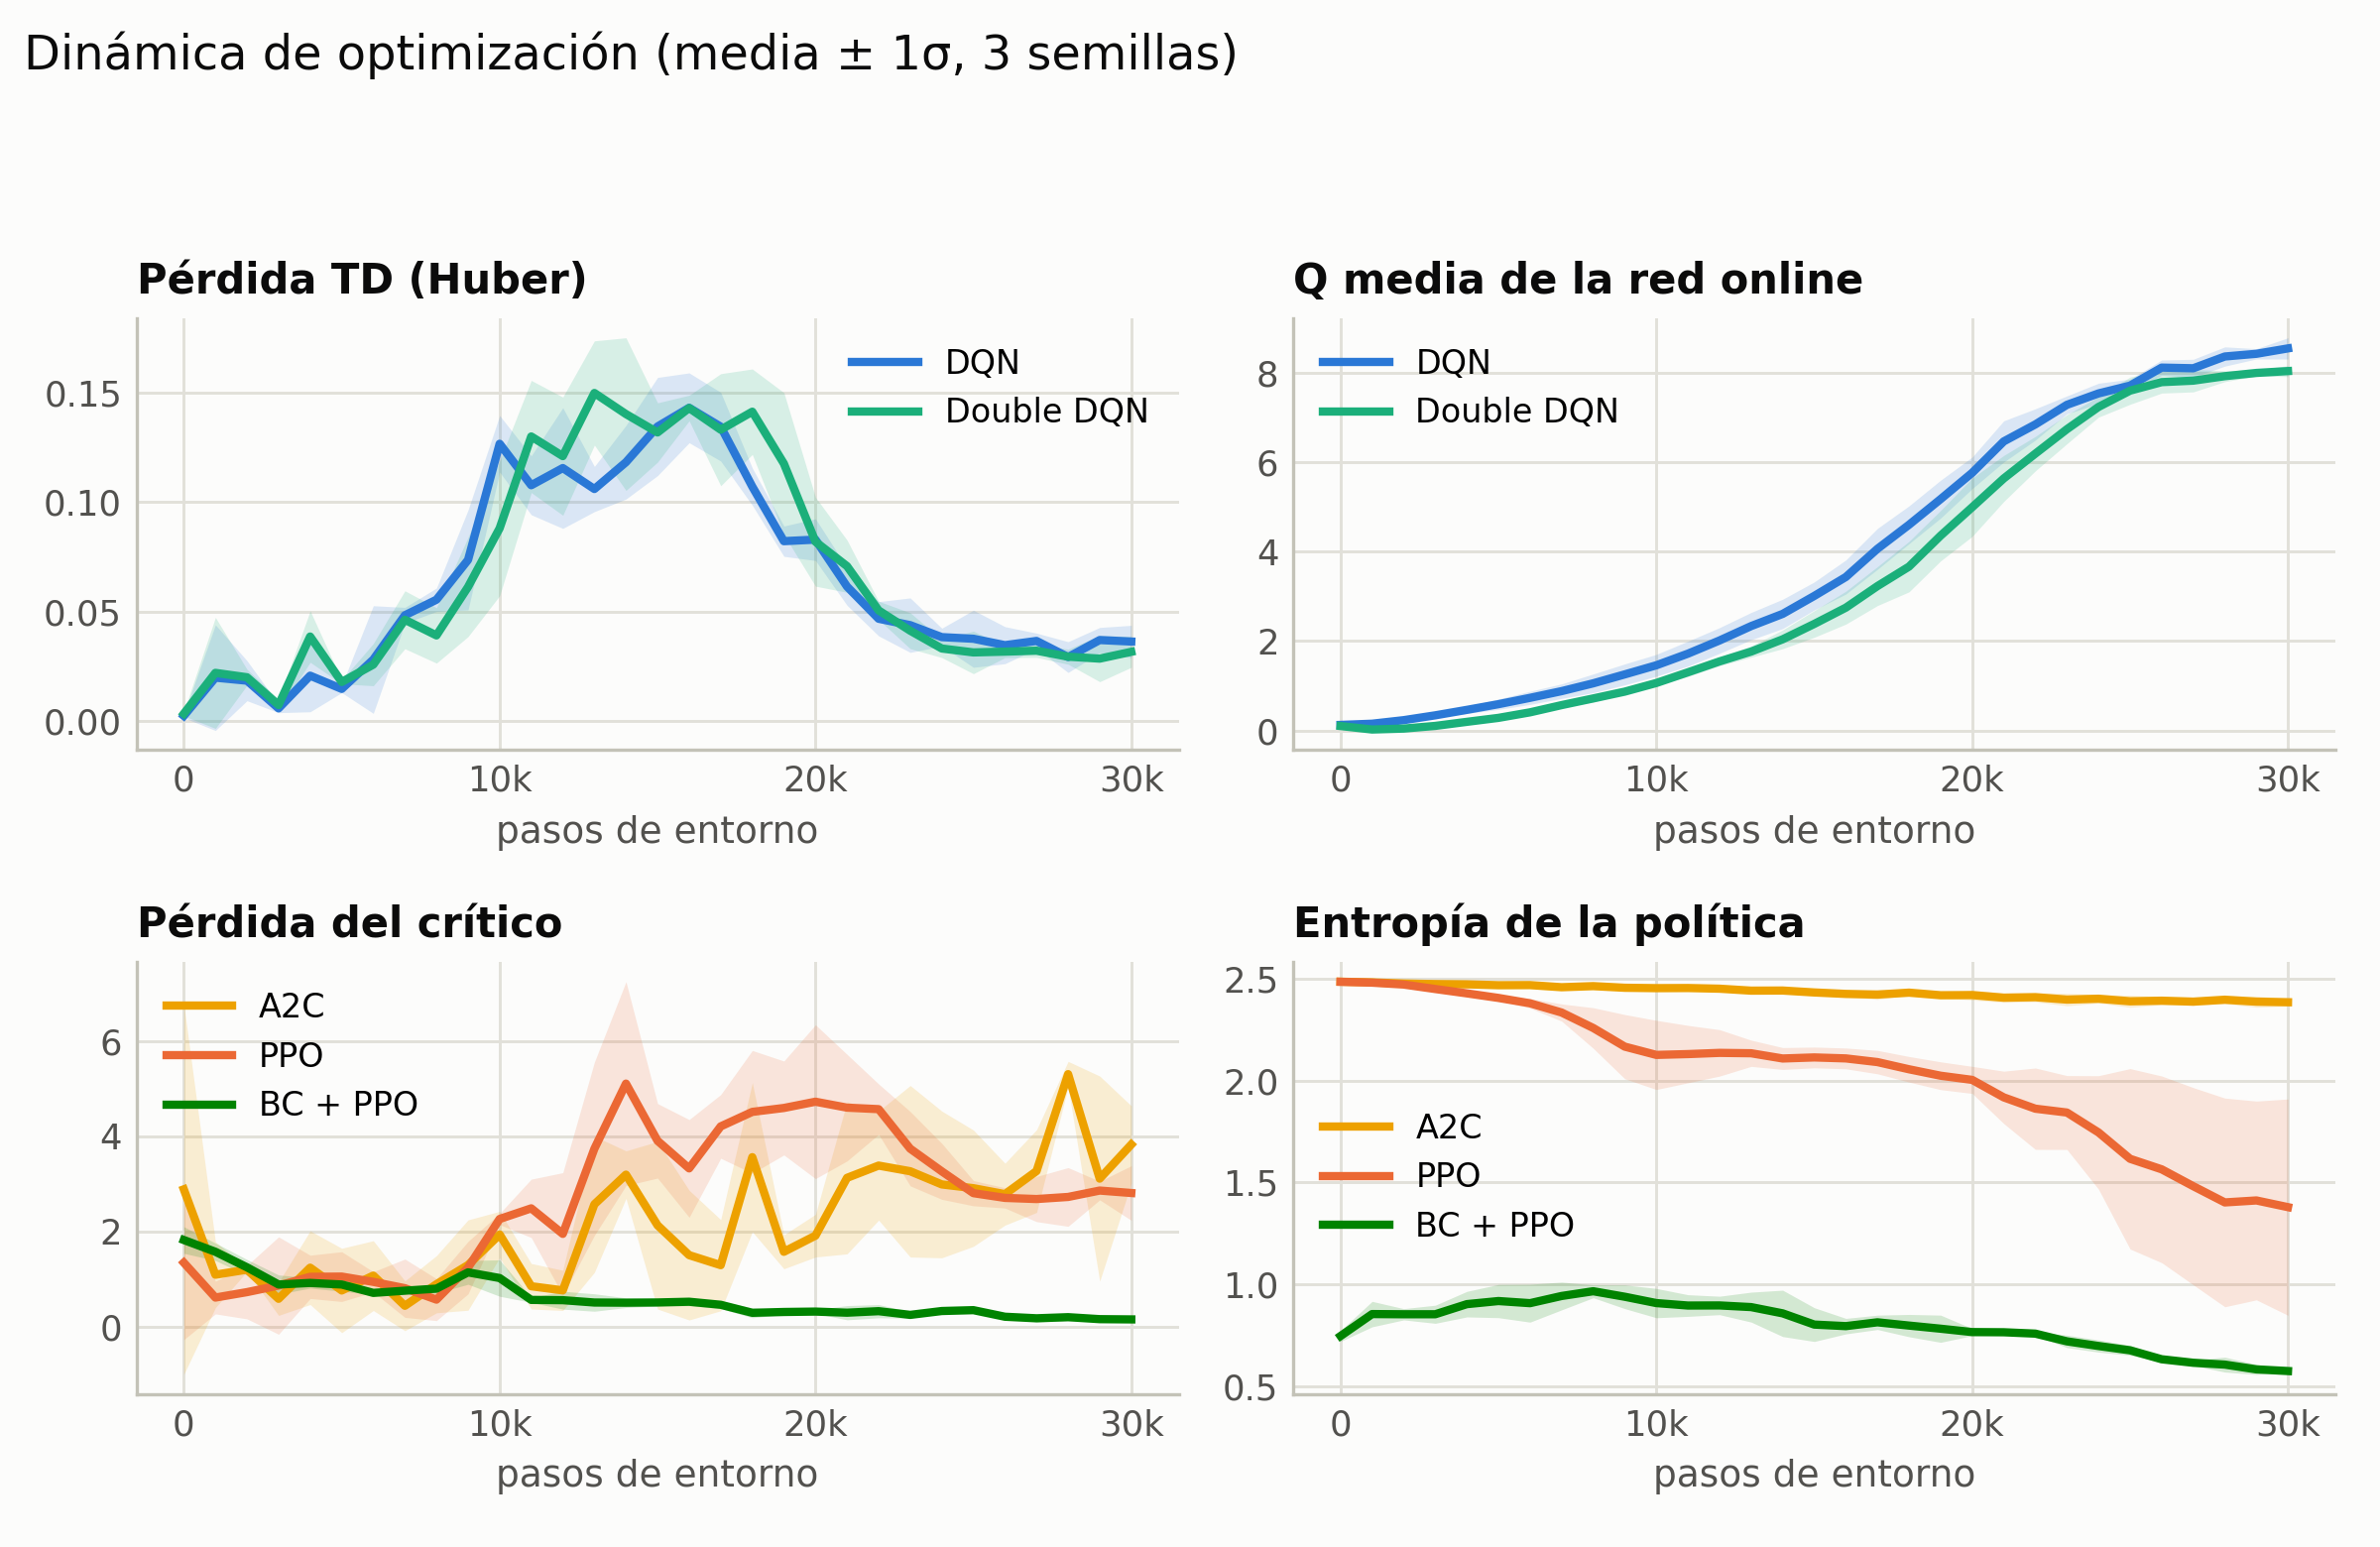 Dinámica de optimización (media ± 1σ, 3 semillas)
Pérdida TD (Huber)
DQN
Double DQN
0.15
0.10
0.05
0.00
0
10k
20k
30k
pasos de entorno
Q media de la red online
DQN
Double DQN
8
6
4
2
0
0
10k
20k
30k
pasos de entorno
Pérdida del crítico
A2C
PPO
BC + PPO
6
4
2
0
0
10k
20k
30k
pasos de entorno
Entropía de la política
2.5
2.0
1.5
1.0
0.5
A2C
PPO
BC + PPO
0
10k
20k
30k
pasos de entorno